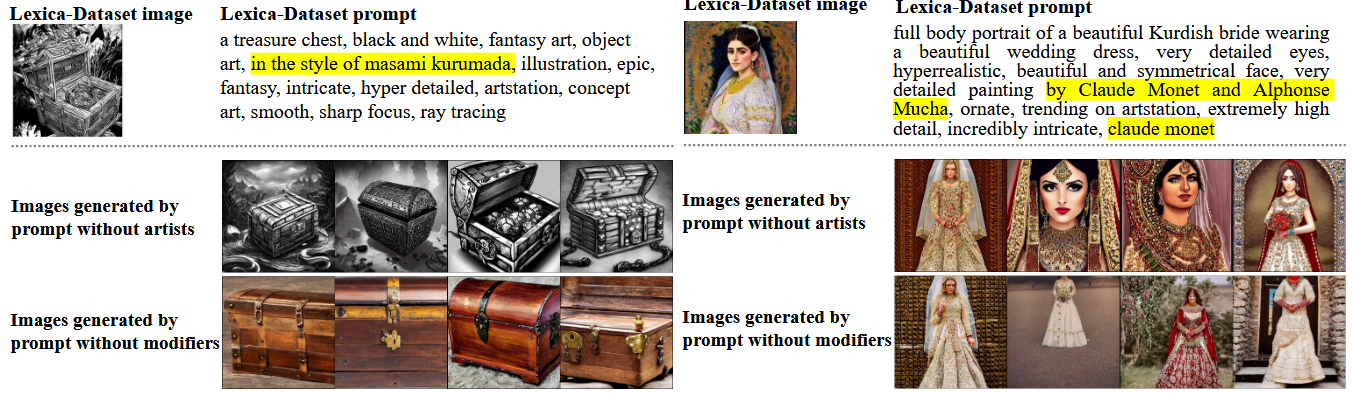 Lexica-Dataset image
Lexica-Dataset prompt
a treasure chest, black and white, fantasy art, object
art, in the style of masami kurumada, illustration, epic,
fantasy, intricate, hyper detailed, artstation, concept
art, smooth, sharp focus, ray tracing
Images generated by
prompt without artists
Images generated by
prompt without modifiers
Lexica-Dataset image
Lexica-Dataset prompt
full body portrait of a beautiful Kurdish bride wearing
a beautiful wedding dress, very detailed eyes,
hyperrealistic, beautiful and symmetrical face, very
detailed painting by Claude Monet and Alphonse
Mucha, ornate, trending on artstation, extremely high
detail, incredibly intricate, claude monet
Images generated by
prompt without artists
Images generated by
prompt without modifiers